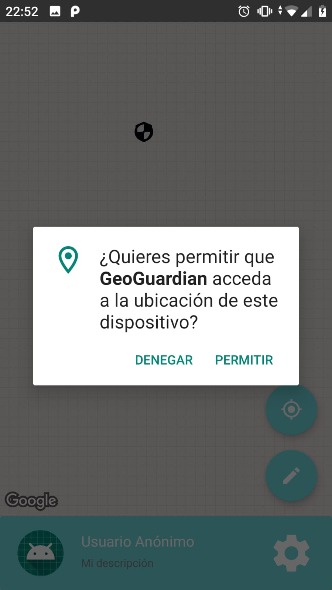 22:52
¿Quieres permitir que
GeoGuardian acceda
a la ubicación de este
dispositivo?
DENEGAR PERMITIR
Google
Usuario Anónimo
Mi descripción